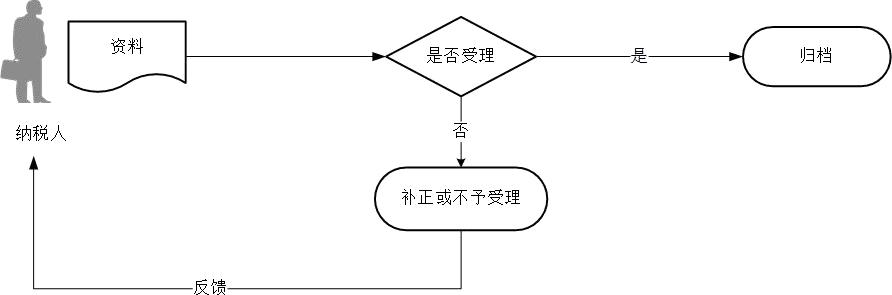 资料
是否受理
是
归档
纳税人
否
补正或不予受理
反馈